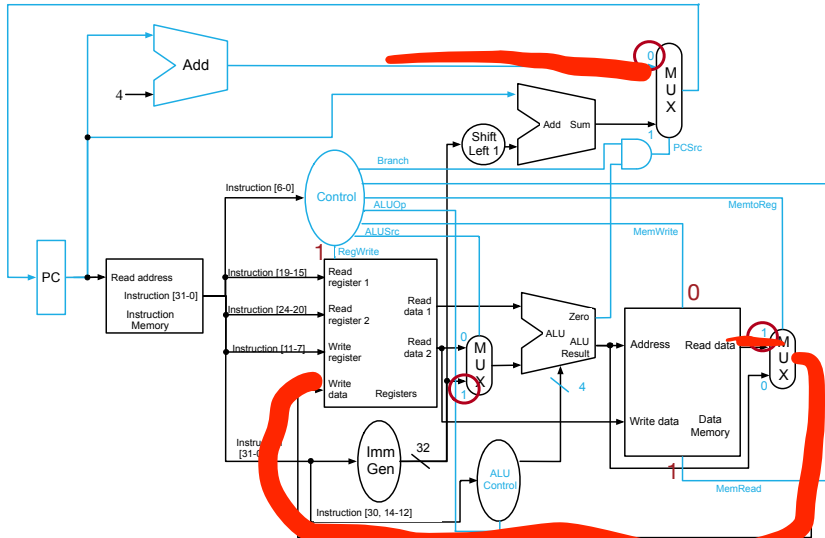 Add
4
0
M
U
X
1
PCSrc
Add Sum
Shift
Left 1
Branch
Instruction [6-0]
Control
ALUOp
MemtoReg
MemWrite
ALUSrc
1
RegWrite
PC
Read address
Instruction [31-0]
Instruction
Memory
Instruction [19-15]
Read
register 1
Instruction [24-20]
Read
register 2
Instruction [11-7]
Write
register
Write
data
Registers
Read
data 1
Read
data 2
0
M
U
X
1
Zero
ALU
ALU
Result
4
0
Address
Read data
Write data
Data
Memory
1
MemRead
1
M
U
X
0
[31-0]
Imm
Gen
32
ALU
Control
Instruction [30, 14-12]